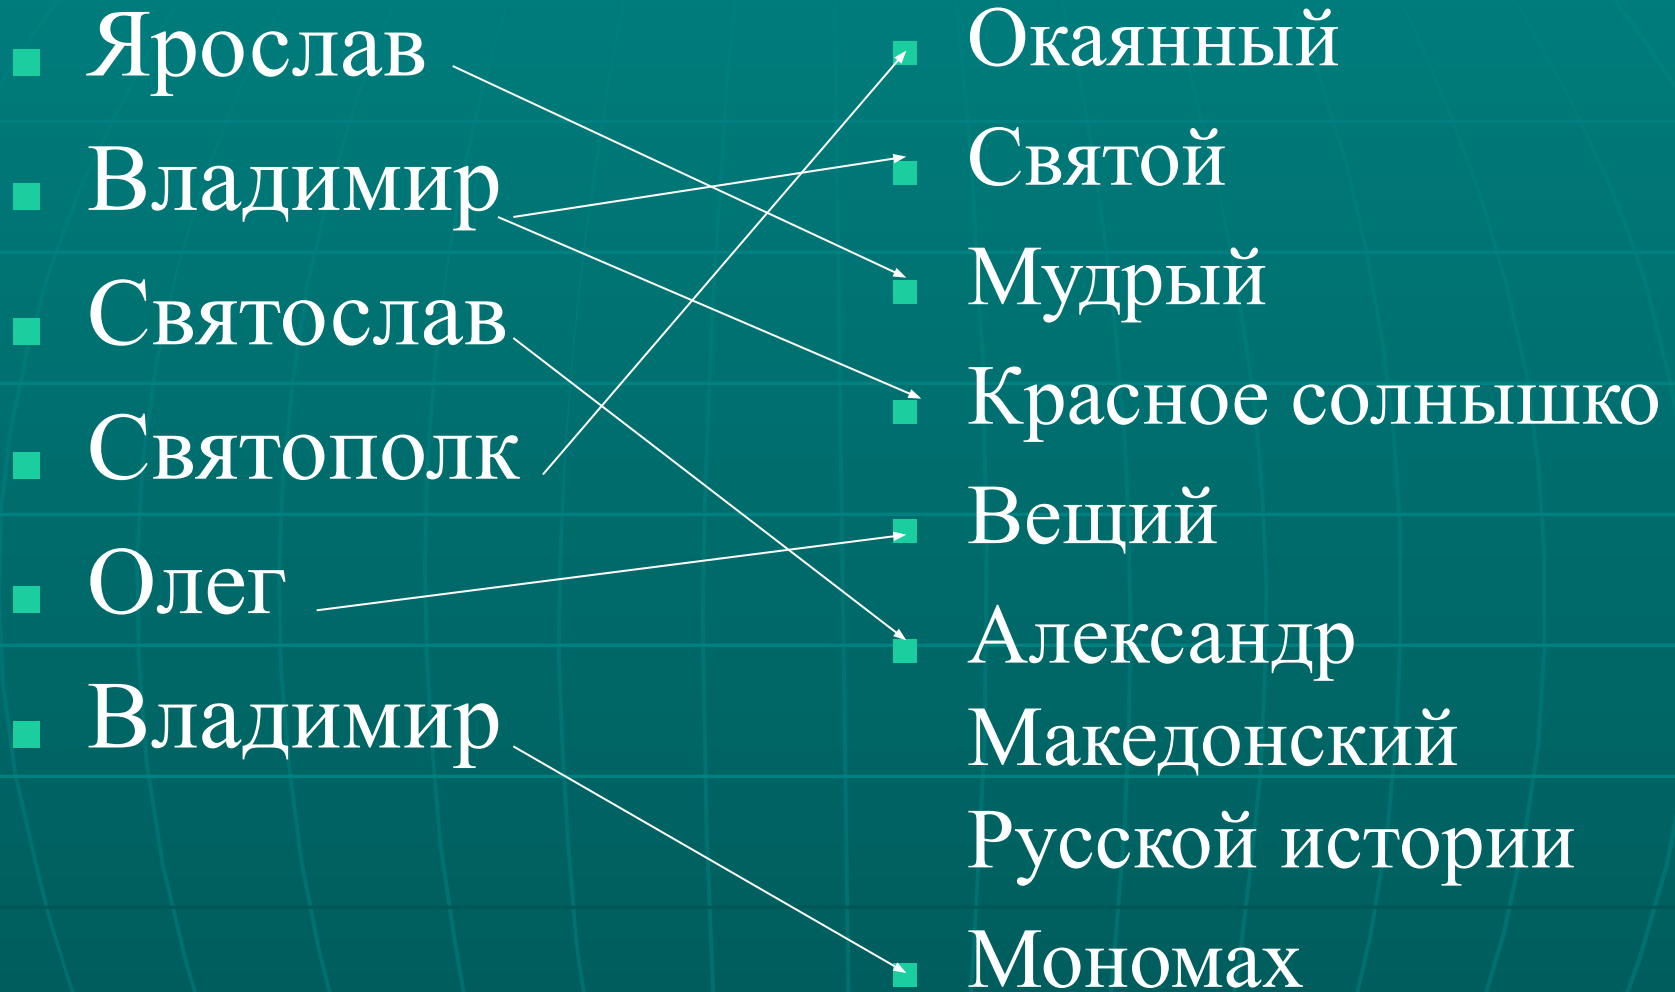 Ярослав
Владимир
Святослав
Святополк
Олег
Владимир
Окаянный
Святой
Мудрый
Красное солнышко
Вещий
Александр
Македонский
Русской истории
Мономах